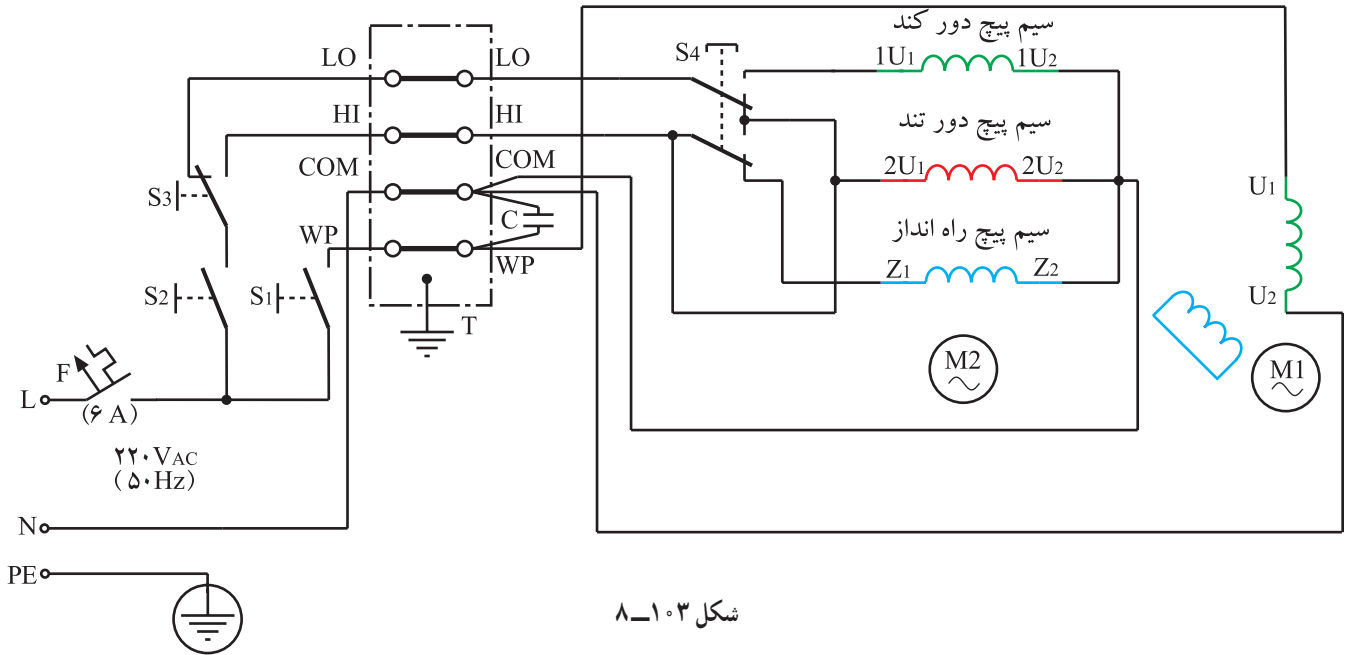 سیم پیچ دور کند
S4
1U1
1U2
LO
LO
HI
HI
سیم پیچ دور تند
COM
COM
2U1
2U2
S3
C
U1
WP
WP
سیم پیچ راه انداز
Z1
Z2
S2
S1
U2
T
F
M2
M1
L
(۶ A)
۲۲۰VAC
(۵۰Hz)
N
PE
شکل ۱۰۳ــ۸